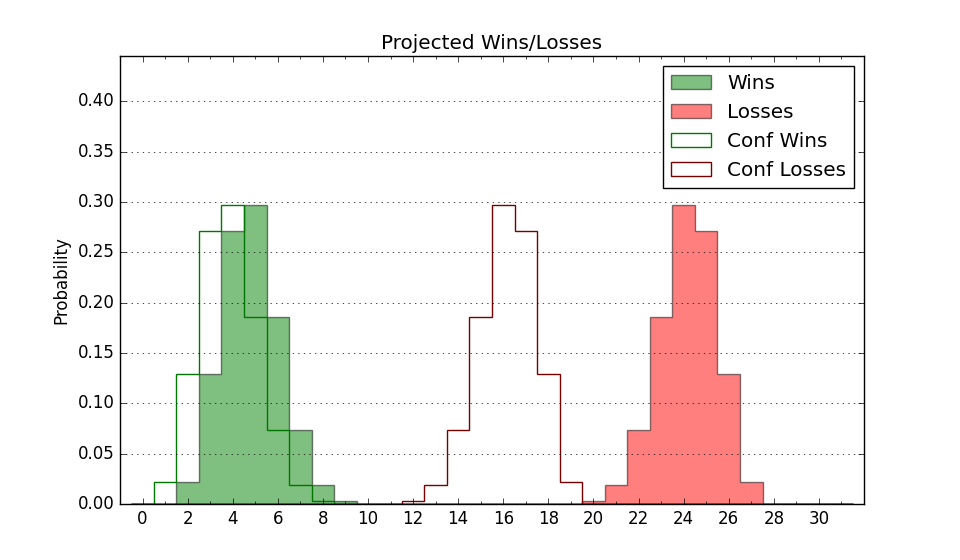 Projected Wins/Losses
Wins
Losses
Conf Wins
Conf Losses
Probability
0.40
0.35
0.30
0.25
0.20
0.15
0.10
0.05
0.00
0 2 4 6 8 10 12 14 16 18 20 22 24 26 28 30